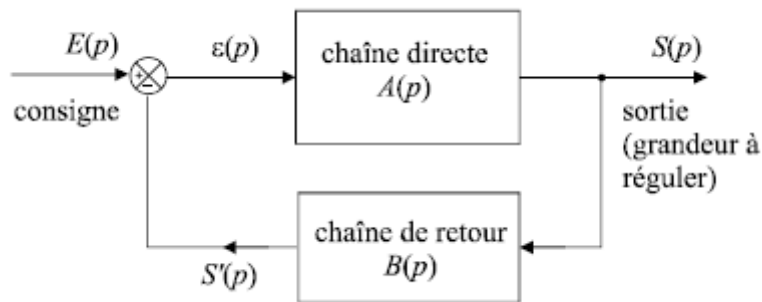 E(p)
ε(p)
chaîne directe
A(p)
S(p)
+
−
consigne
sortie
(grandeur à
réguler)
chaîne de retour
B(p)
S'(p)